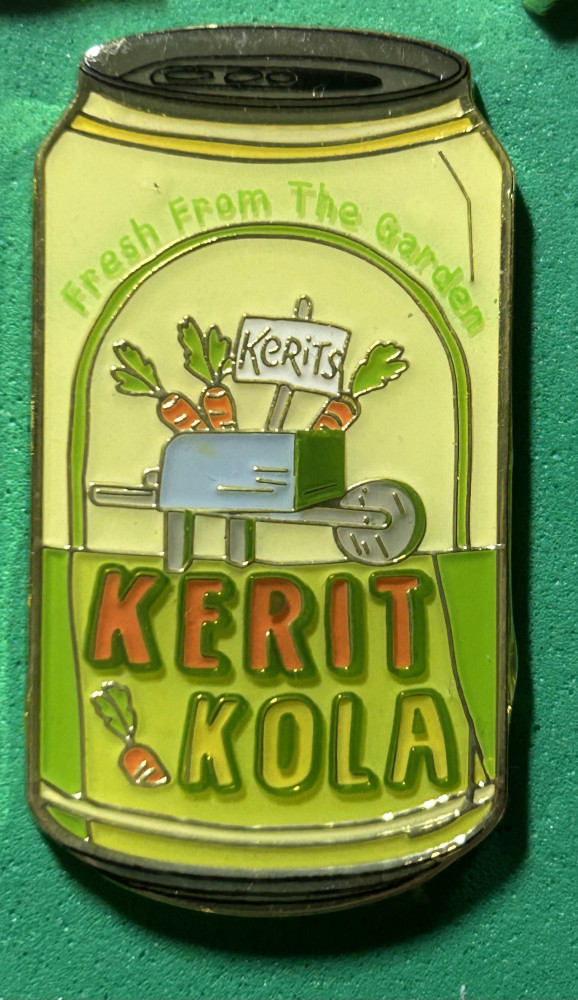 Fresh From The Garden
KeRiTs
KERIT
KOLA